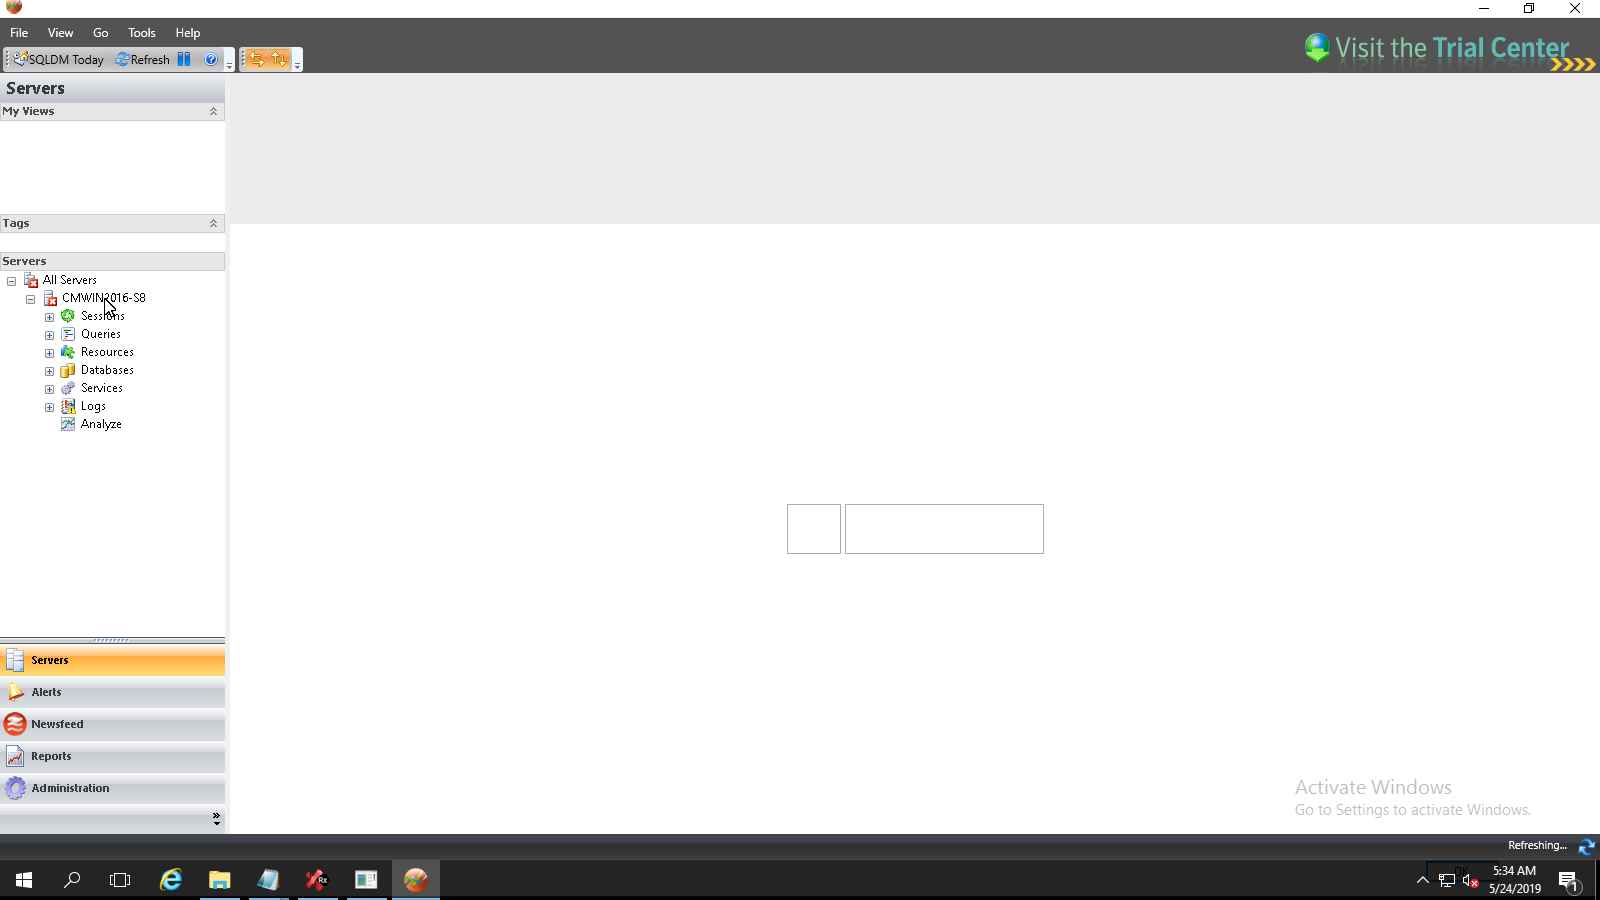 File View Go Tools Help
SQLDM Today Refresh
Visit the Trial Center
Servers
My Views
Tags
Servers
All Servers
CMWIN2016-S8
Sessions
Queries
Resources
Databases
Services
Logs
Analyze
Servers
Alerts
Newsfeed
Reports
Administration
Activate Windows
Go to Settings to activate Windows.
Refreshing...
Rx
5:34 AM
5/24/2019
1